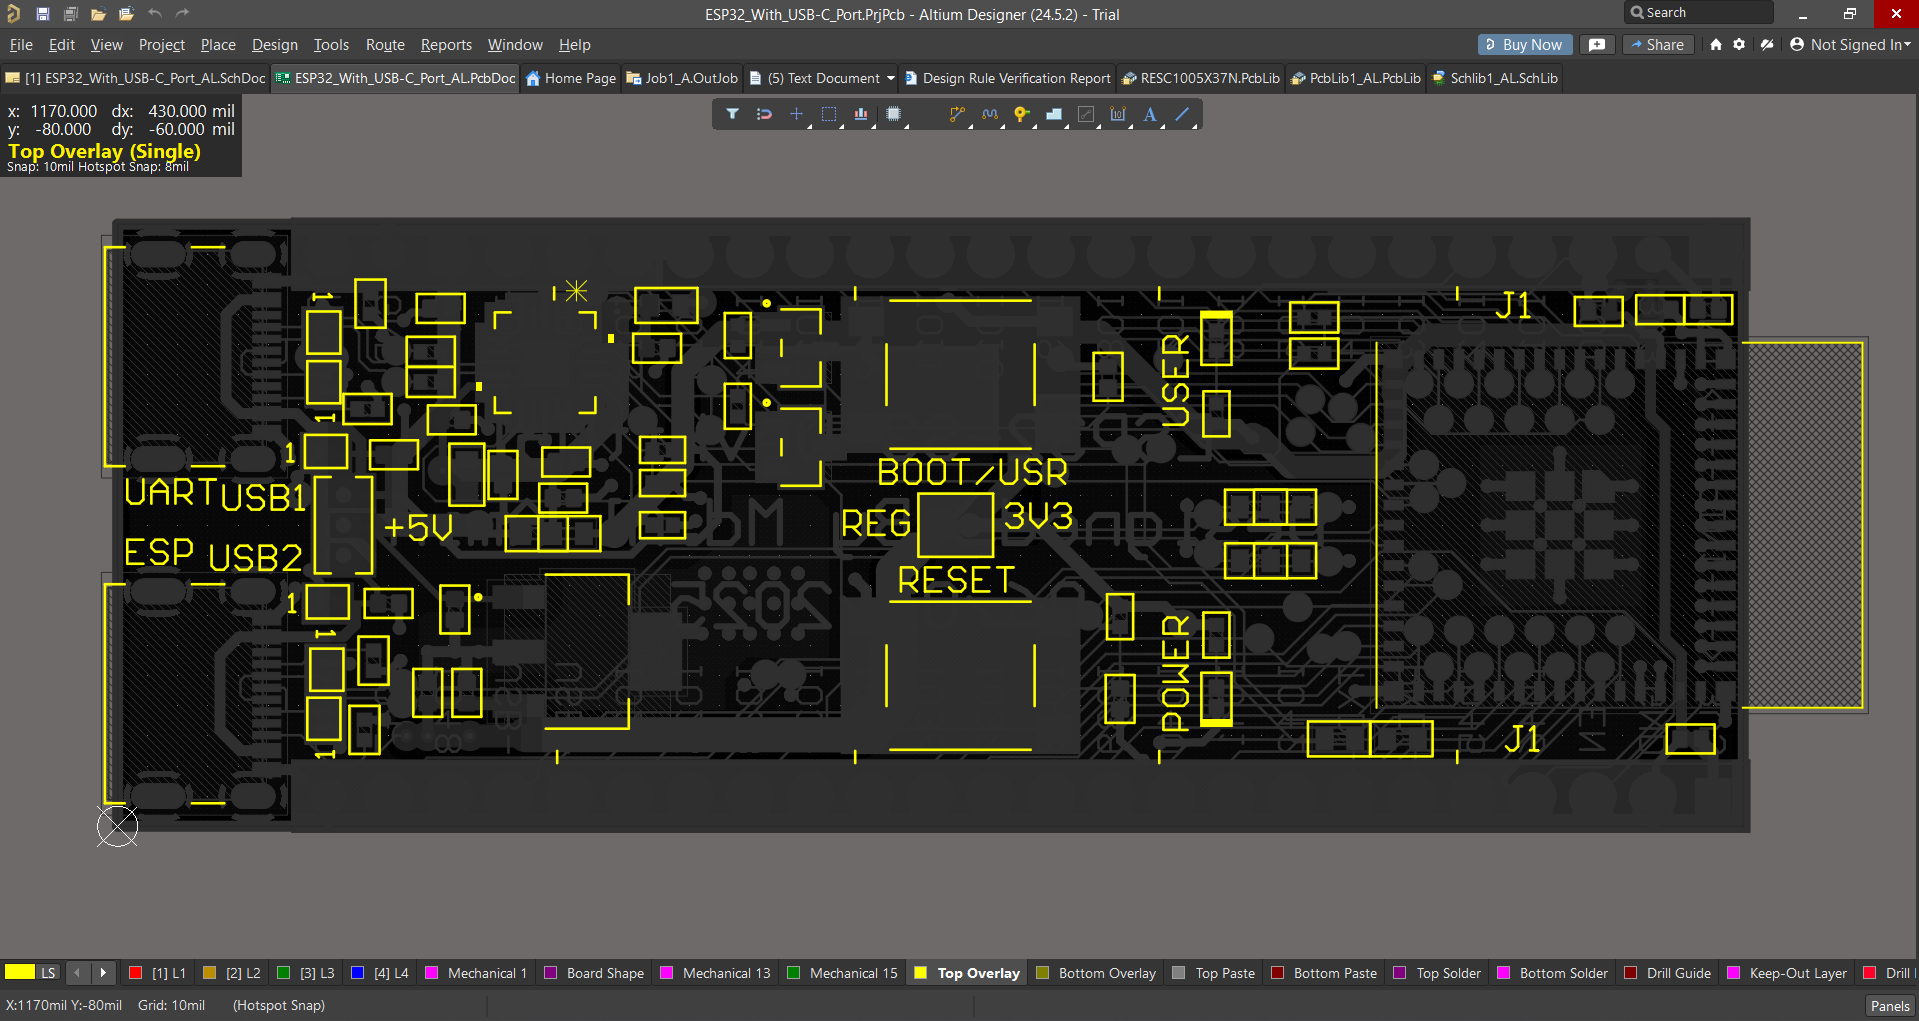 ESP32_With_USB-C_Port.PrjPcb - Altium Designer (24.5.2) - Trial
Search
File Edit View Project Place Design Tools Route Reports Window Help
Buy Now Share Not Signed In
[1] ESP32_With_USB-C_Port_AL.SchDoc ESP32_With_USB-C_Port_AL.PcbDoc Home Page Job1_A.OutJob (5) Text Document Design Rule Verification Report RESC1005X37N.PcbLib PcbLib1_AL.PcbLib Schlib1_AL.SchLib
x: 1170.000 dx: 430.000 mil
y: -80.000 dy: -60.000 mil
Top Overlay (Single)
Snap: 10mil Hotspot Snap: 8mil
1
J1
USER
1
1
BOOT/USR
UART USB1
+5V
REG
3V3
ESP USB2
RESET
1
1
POWER
J1
1
2025
LS [1] L1 [2] L2 [3] L3 [4] L4 Mechanical 1 Board Shape Mechanical 13 Mechanical 15 Top Overlay Bottom Overlay Top Paste Bottom Paste Top Solder Bottom Solder Drill Guide Keep-Out Layer Drill
X:1170mil Y:-80mil Grid: 10mil (Hotspot Snap)
Panels